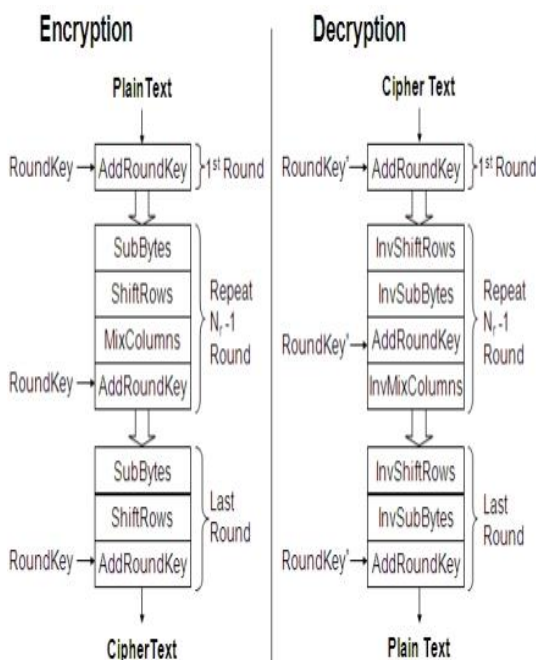 Encryption
PlainText
RoundKey
AddRoundKey
1st Round
SubBytes
ShiftRows
MixColumns
RoundKey
AddRoundKey
Repeat
Nr -1
Round
SubBytes
ShiftRows
RoundKey
AddRoundKey
Last
Round
CipherText
Decryption
Cipher Text
RoundKey'
AddRoundKey
1st Round
InvShiftRows
InvSubBytes
RoundKey'
AddRoundKey
InvMixColumns
Repeat
Nr -1
Round
InvShiftRows
InvSubBytes
RoundKey'
AddRoundKey
Last
Round
Plain Text